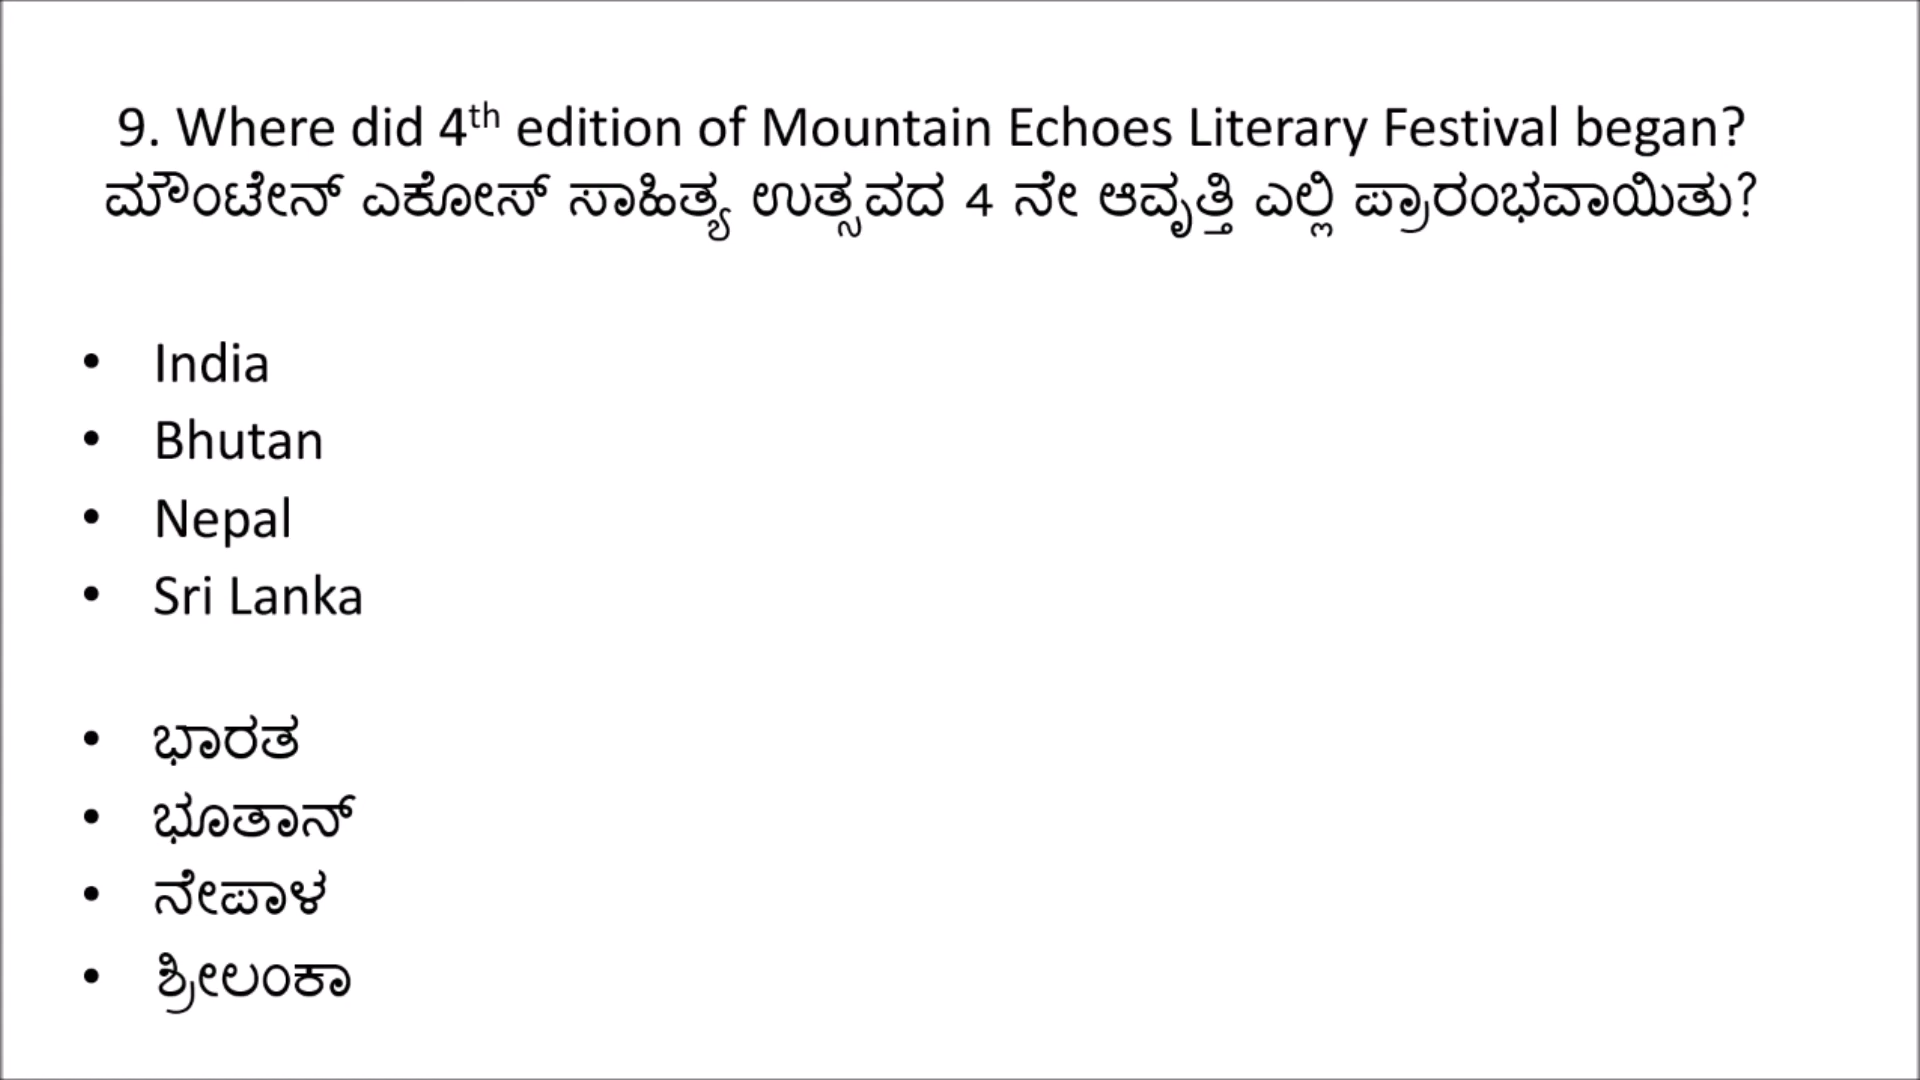 9. Where did 4th edition of Mountain Echoes Literary Festival began?
ಮೌಂಟೇನ್ ಎಕೋಸ್ ಸಾಹಿತ್ಯ ಉತ್ಸವದ 4 ನೇ ಆವೃತ್ತಿ ಎಲ್ಲಿ ಪ್ರಾರಂಭವಾಯಿತು?
• India
• Bhutan
• Nepal
• Sri Lanka
• ಭಾರತ
• ಭೂತಾನ್
• ನೇಪಾಳ
• ಶ್ರೀಲಂಕಾ